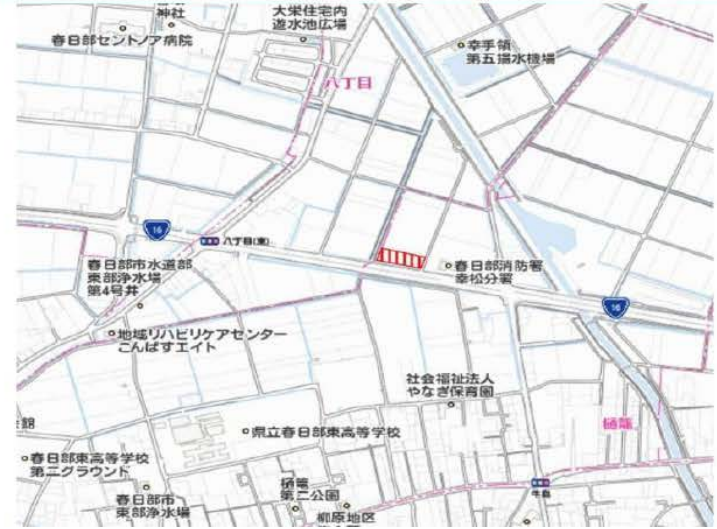 神社
春日部セントノア病院
大栄住宅内
遊水池広場
幸手領
第五揚水機場
八丁目
16
八丁目(東)
春日部市水道部
東部浄水場
第4号井
春日部消防署
幸松分署
16
地域リハビリケアセンター
こんぱすエイト
社会福祉法人
やなぎ保育園
樋籠
県立春日部東高等学校
春日部東高等学校
第二グラウンド
樋籠
第二公園
牛島
春日部市
東部浄水場
柳原地区